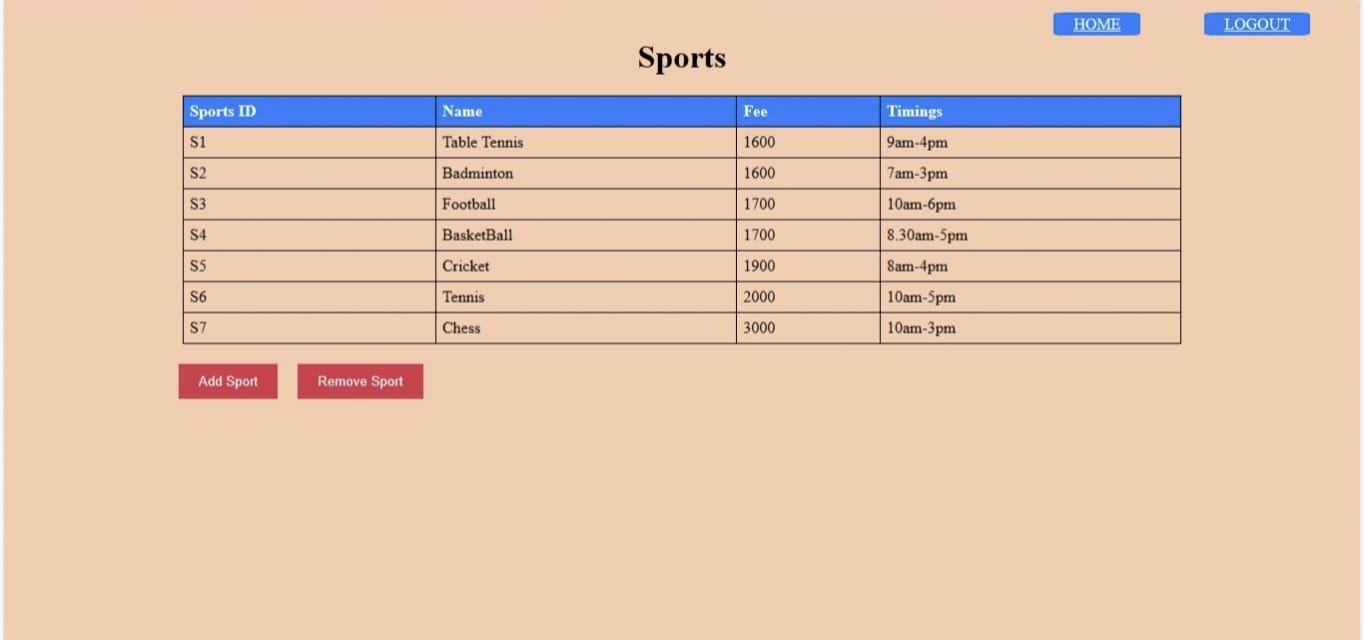 HOME LOGOUT
Sports
Sports ID Name Fee Timings
S1 Table Tennis 1600 9am-4pm
S2 Badminton 1600 7am-3pm
S3 Football 1700 10am-6pm
S4 BasketBall 1700 8.30am-5pm
S5 Cricket 1900 8am-4pm
S6 Tennis 2000 10am-5pm
S7 Chess 3000 10am-3pm
Add Sport Remove Sport